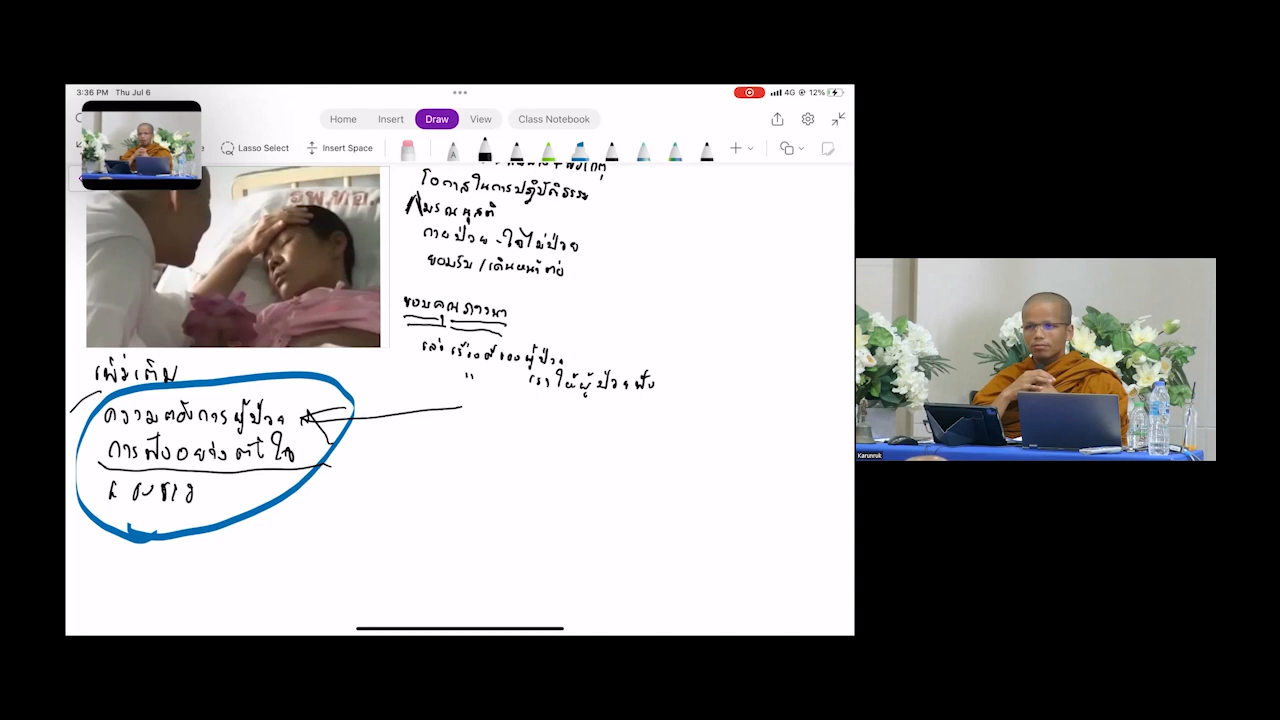 3:36 PM Thu Jul 6
4G 12%
Home Insert Draw View Class Notebook
Lasso Select Insert Space
รพ.ทอ.
โอกาสในการปฏิบัติธรรม
มรณนุสติ
กายป่วย - ใจไม่ป่วย
ยอมรับ / เดินหน้าต่อ
ขอบคุณภาวนา
เล่าเรื่องดีของผู้ป่วย
" เราให้ผู้ป่วยฟัง
เพิ่มเติม
ความต้องการผู้ป่วย
การฟังอย่างตั้งใจ
Karunruk